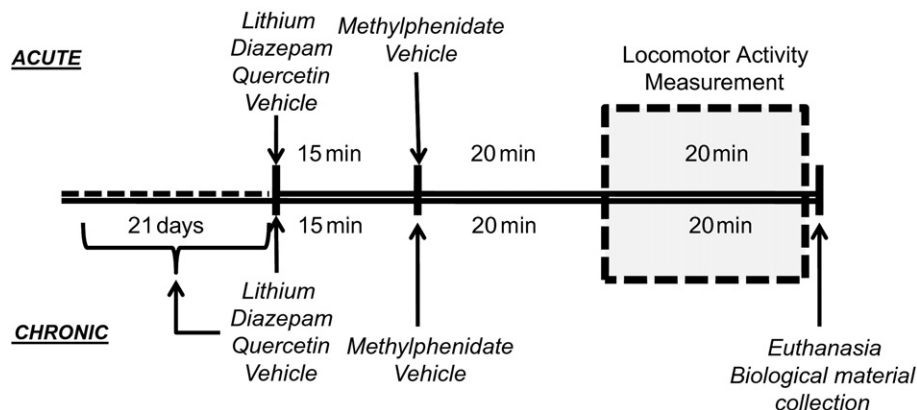 ACUTE
Lithium
Diazepam
Quercetin
Vehicle
Methylphenidate
Vehicle
Locomotor Activity
Measurement
15 min
20 min
20 min
21 days
15 min
20 min
20 min
CHRONIC
Lithium
Diazepam
Quercetin
Vehicle
Methylphenidate
Vehicle
Euthanasia
Biological material
collection